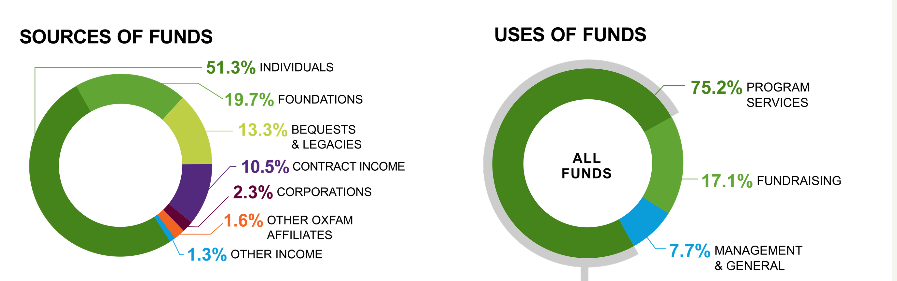 SOURCES OF FUNDS
51.3% INDIVIDUALS
19.7% FOUNDATIONS
13.3% BEQUESTS
& LEGACIES
10.5% CONTRACT INCOME
2.3% CORPORATIONS
1.6% OTHER OXFAM
AFFILIATES
1.3% OTHER INCOME
USES OF FUNDS
75.2% PROGRAM
SERVICES
ALL
FUNDS
17.1% FUNDRAISING
7.7% MANAGEMENT
& GENERAL